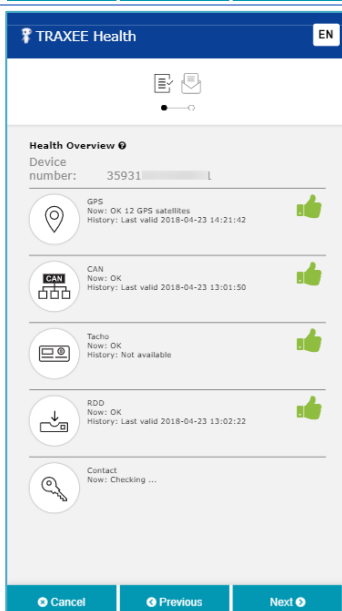 TRAXEE Health
EN
Health Overview
Device
number: 35931
GPS
Now: OK 12 GPS satellites
History: Last valid 2018-04-23 14:21:42
CAN
CAN
Now: OK
History: Last valid 2018-04-23 13:01:50
Tacho
Now: OK
History: Not available
RDD
Now: OK
History: Last valid 2018-04-23 13:02:22
Contact
Now: Checking ...
Cancel
Previous
Next